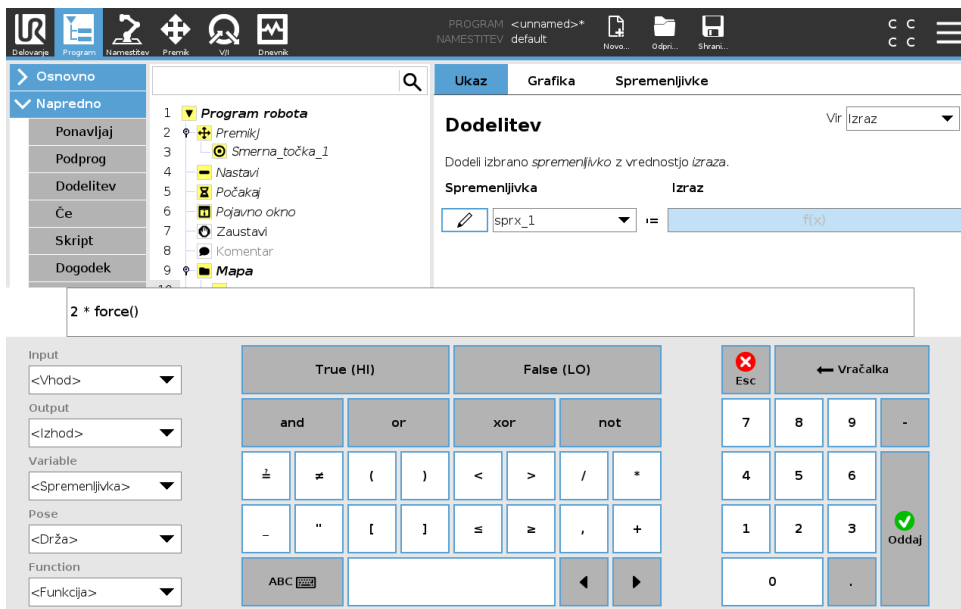 PROGRAM <unnamed>*
NAMESTITEV default
Delovanje Program Namestitev Premik V/I Dnevnik Novo... Odpri... Shrani...
C C
C C
Osnovno
Napredno
Ponavljaj
Podprog
Dodelitev
Če
Skript
Dogodek
1 Program robota
2 PremikJ
3 Smerna_točka_1
4 Nastavi
5 Počakaj
6 Pojavno okno
7 Zaustavi
8 Komentar
9 Mapa
Ukaz Grafika Spremenljivke
Dodelitev
Vir Izraz
Dodeli izbrano spremenljivko z vrednostjo izraza.
Spremenljivka Izraz
sprx_1 := f(x)
2 * force()
Input
<Vhod>
Output
<Izhod>
Variable
<Spremenljivka>
Pose
<Drža>
Function
<Funkcija>
True (HI) False (LO)
and or xor not
≟ ≠ ( ) < > / *
_ " [ ] ≤ ≥ , +
ABC
Esc Vračalka
7 8 9 -
4 5 6
1 2 3 Oddaj
0 .